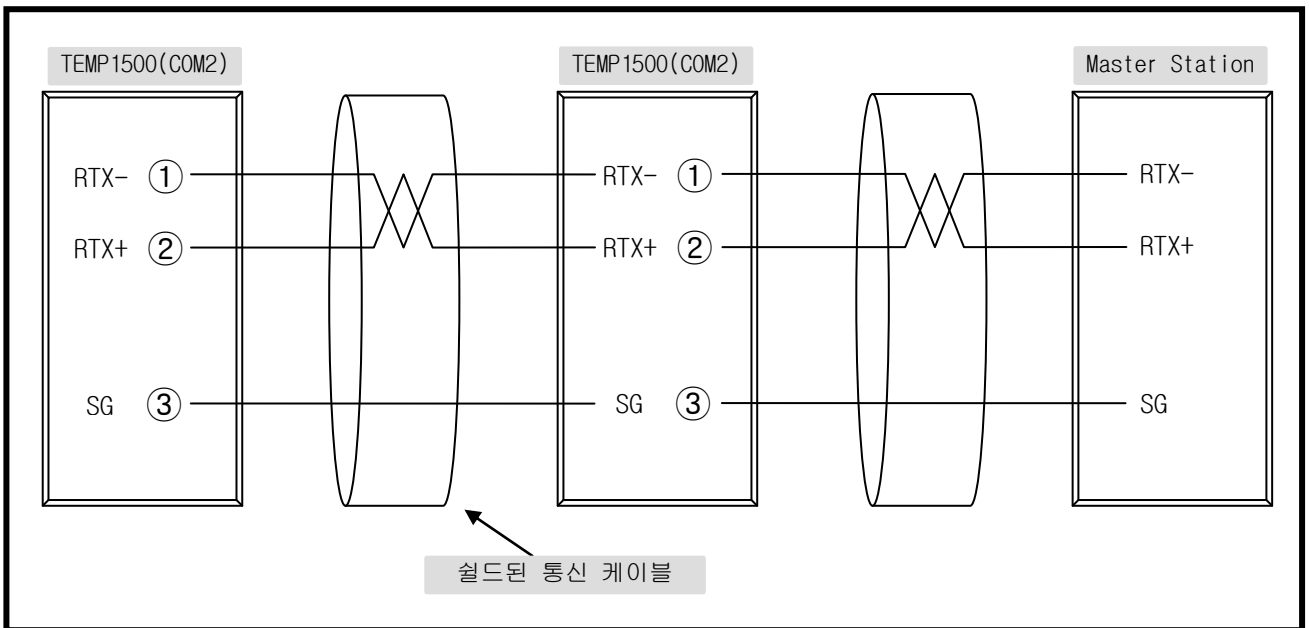 TEMP1500(COM2)
TEMP1500(COM2)
Master Station
RTX- ①
RTX- ①
RTX-
RTX+ ②
RTX+ ②
RTX+
SG ③
SG ③
SG
쉴드된 통신 케이블